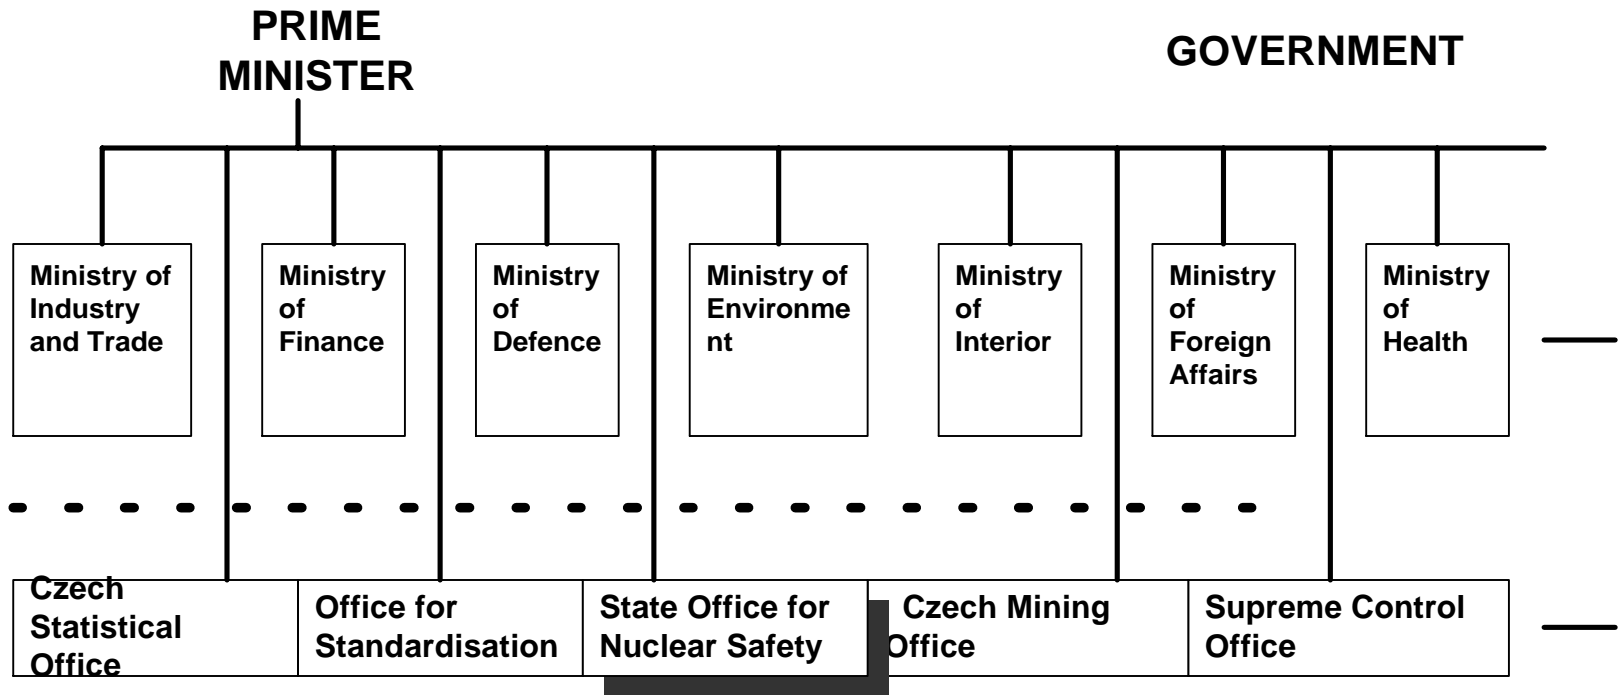 PRIME
MINISTER
GOVERNMENT
Ministry of
Industry
and Trade
Ministry
of
Finance
Ministry
of
Defence
Ministry of
Environme
nt
Ministry
of
Interior
Ministry
of
Foreign
Affairs
Ministry
of
Health
Czech
Statistical
Office
Office for
Standardisation
State Office for
Nuclear Safety
Czech Mining
Office
Supreme Control
Office